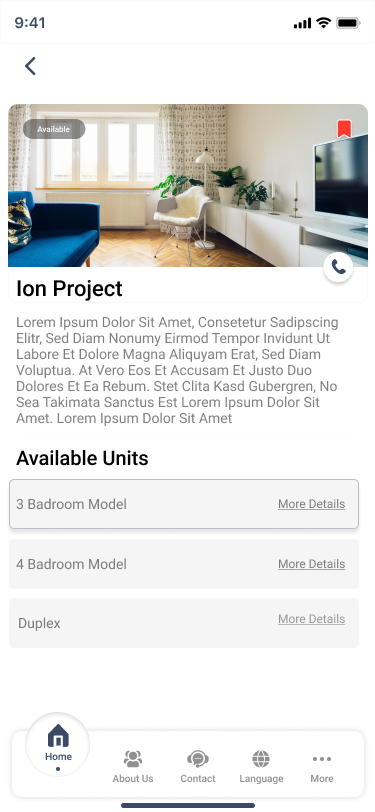 9:41
Available
Ion Project
Lorem Ipsum Dolor Sit Amet, Consetetur Sadipscing
Elitr, Sed Diam Nonumy Eirmod Tempor Invidunt Ut
Labore Et Dolore Magna Aliquyam Erat, Sed Diam
Voluptua. At Vero Eos Et Accusam Et Justo Duo
Dolores Et Ea Rebum. Stet Clita Kasd Gubergren, No
Sea Takimata Sanctus Est Lorem Ipsum Dolor Sit
Amet. Lorem Ipsum Dolor Sit Amet
Available Units
3 Badroom Model More Details
4 Badroom Model More Details
Duplex More Details
Home About Us Contact Language More